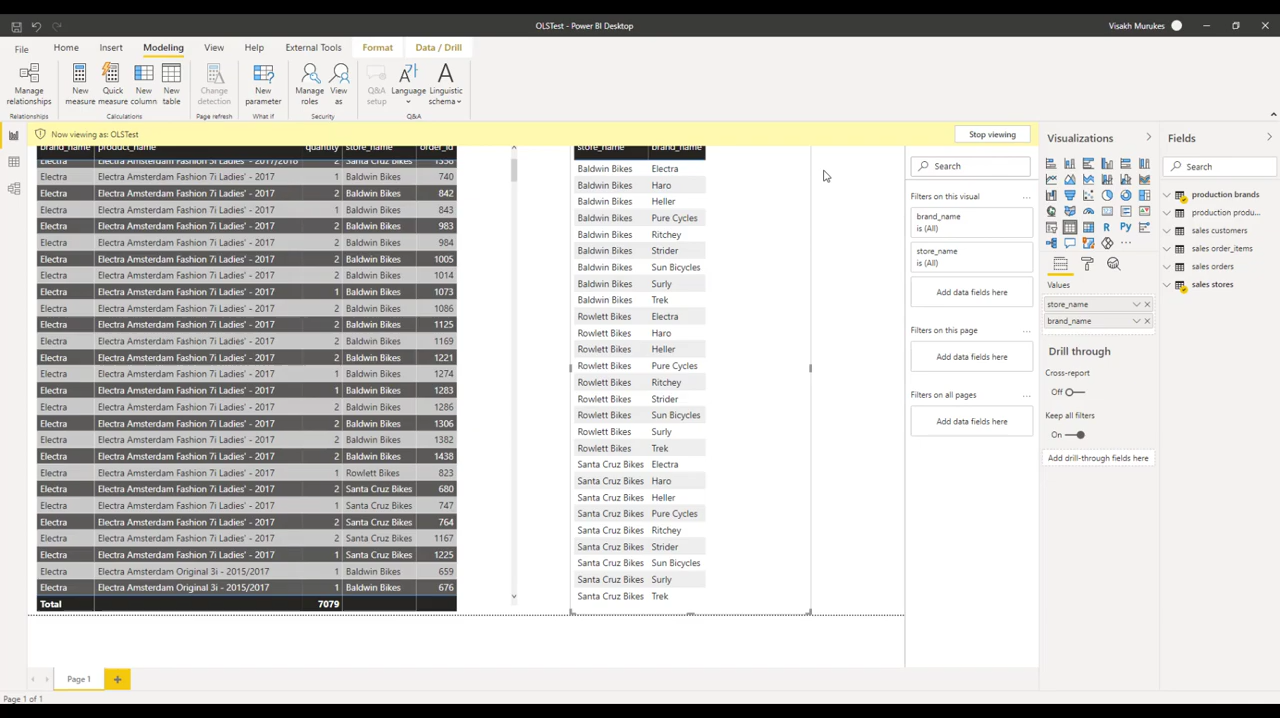 OLSTest - Power BI Desktop
Visakh Murukes
File Home Insert Modeling View Help External Tools Format Data / Drill
Manage relationships
New measure
Quick measure
New column
New table
Change detection
New parameter
Manage roles
View as
Q&A setup
Language
Linguistic schema
Relationships Calculations Page refresh What if Security Q&A
Now viewing as: OLSTest
Stop viewing
brand_name product_name quantity store_name order_id
Electra Electra Amsterdam Fashion 3i Ladies' - 2017/2018 2 Santa Cruz Bikes 1358
Electra Electra Amsterdam Fashion 7i Ladies' - 2017 1 Baldwin Bikes 740
Electra Electra Amsterdam Fashion 7i Ladies' - 2017 2 Baldwin Bikes 842
Electra Electra Amsterdam Fashion 7i Ladies' - 2017 1 Baldwin Bikes 843
Electra Electra Amsterdam Fashion 7i Ladies' - 2017 2 Baldwin Bikes 983
Electra Electra Amsterdam Fashion 7i Ladies' - 2017 2 Baldwin Bikes 984
Electra Electra Amsterdam Fashion 7i Ladies' - 2017 2 Baldwin Bikes 1005
Electra Electra Amsterdam Fashion 7i Ladies' - 2017 1 Baldwin Bikes 1014
Electra Electra Amsterdam Fashion 7i Ladies' - 2017 1 Baldwin Bikes 1073
Electra Electra Amsterdam Fashion 7i Ladies' - 2017 2 Baldwin Bikes 1086
Electra Electra Amsterdam Fashion 7i Ladies' - 2017 2 Baldwin Bikes 1125
Electra Electra Amsterdam Fashion 7i Ladies' - 2017 2 Baldwin Bikes 1169
Electra Electra Amsterdam Fashion 7i Ladies' - 2017 2 Baldwin Bikes 1221
Electra Electra Amsterdam Fashion 7i Ladies' - 2017 1 Baldwin Bikes 1274
Electra Electra Amsterdam Fashion 7i Ladies' - 2017 1 Baldwin Bikes 1283
Electra Electra Amsterdam Fashion 7i Ladies' - 2017 2 Baldwin Bikes 1286
Electra Electra Amsterdam Fashion 7i Ladies' - 2017 2 Baldwin Bikes 1306
Electra Electra Amsterdam Fashion 7i Ladies' - 2017 2 Baldwin Bikes 1382
Electra Electra Amsterdam Fashion 7i Ladies' - 2017 2 Baldwin Bikes 1438
Electra Electra Amsterdam Fashion 7i Ladies' - 2017 1 Rowlett Bikes 823
Electra Electra Amsterdam Fashion 7i Ladies' - 2017 2 Santa Cruz Bikes 680
Electra Electra Amsterdam Fashion 7i Ladies' - 2017 1 Santa Cruz Bikes 747
Electra Electra Amsterdam Fashion 7i Ladies' - 2017 2 Santa Cruz Bikes 764
Electra Electra Amsterdam Fashion 7i Ladies' - 2017 2 Santa Cruz Bikes 1167
Electra Electra Amsterdam Fashion 7i Ladies' - 2017 1 Santa Cruz Bikes 1225
Electra Electra Amsterdam Original 3i - 2015/2017 1 Baldwin Bikes 659
Electra Electra Amsterdam Original 3i - 2015/2017 1 Baldwin Bikes 676
Total 7079
store_name brand_name
Baldwin Bikes Electra
Baldwin Bikes Haro
Baldwin Bikes Heller
Baldwin Bikes Pure Cycles
Baldwin Bikes Ritchey
Baldwin Bikes Strider
Baldwin Bikes Sun Bicycles
Baldwin Bikes Surly
Baldwin Bikes Trek
Rowlett Bikes Electra
Rowlett Bikes Haro
Rowlett Bikes Heller
Rowlett Bikes Pure Cycles
Rowlett Bikes Ritchey
Rowlett Bikes Strider
Rowlett Bikes Sun Bicycles
Rowlett Bikes Surly
Rowlett Bikes Trek
Santa Cruz Bikes Electra
Santa Cruz Bikes Haro
Santa Cruz Bikes Heller
Santa Cruz Bikes Pure Cycles
Santa Cruz Bikes Ritchey
Santa Cruz Bikes Strider
Santa Cruz Bikes Sun Bicycles
Santa Cruz Bikes Surly
Santa Cruz Bikes Trek
Search
Filters on this visual ...
brand_name
is (All)
store_name
is (All)
Add data fields here
Filters on this page ...
Add data fields here
Filters on all pages ...
Add data fields here
Visualizations
R Py
...
Values
store_name
brand_name
Drill through
Cross-report
Off
Keep all filters
On
Add drill-through fields here
Fields
Search
production brands
production produ...
sales customers
sales order_items
sales orders
sales stores
Page 1
Page 1 of 1